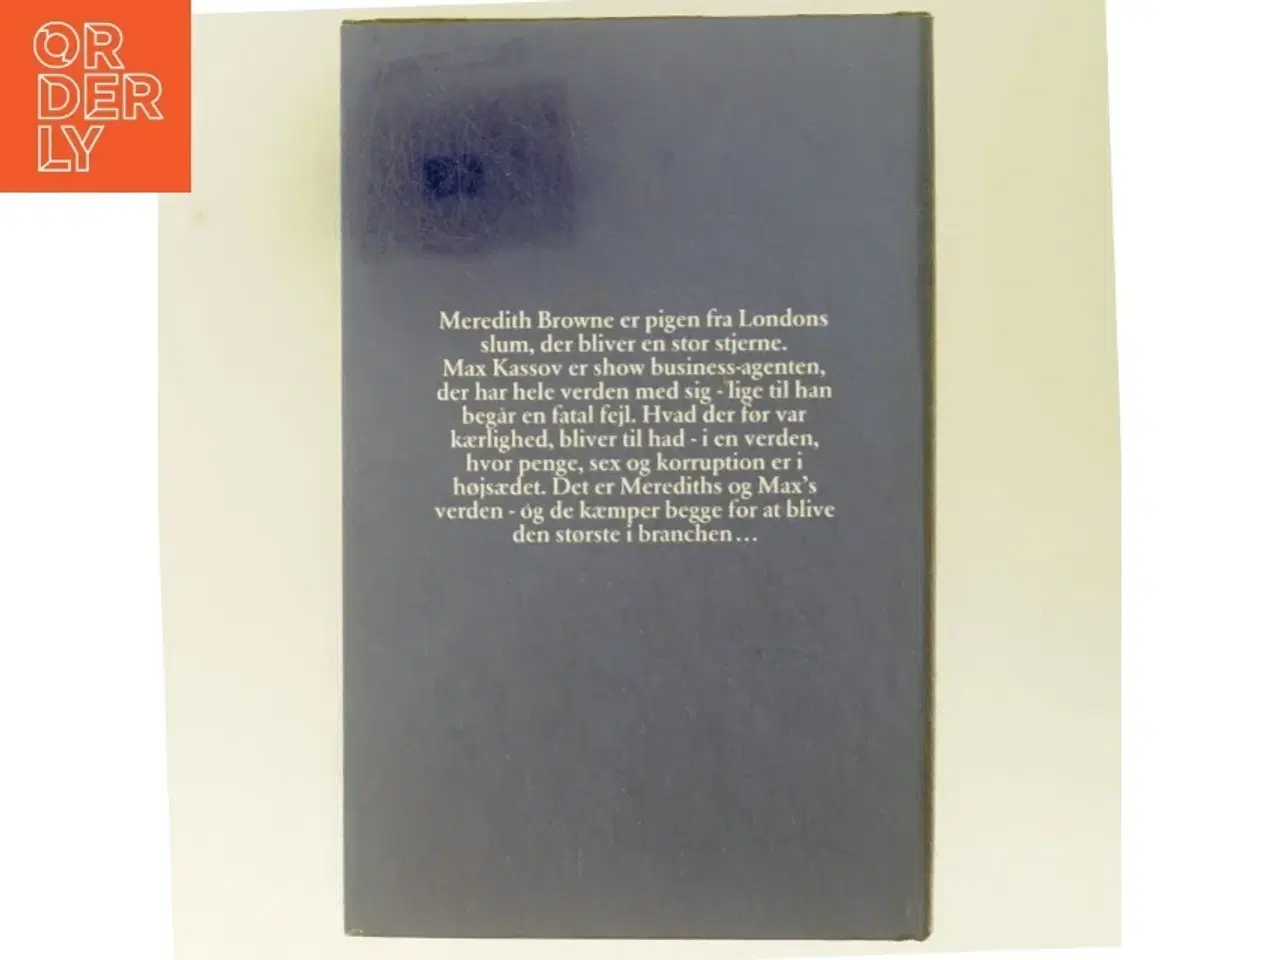 OR
DER
LY
Meredith Browne er pigen fra Londons
slum, der bliver en stor stjerne.
Max Kassov er show business-agenten,
der har hele verden med sig - lige til han
begår en fatal fejl. Hvad der før var
kærlighed, bliver til had - i en verden,
hvor penge, sex og korruption er i
højsædet. Det er Merediths og Max's
verden - og de kæmper begge for at blive
den største i branchen...